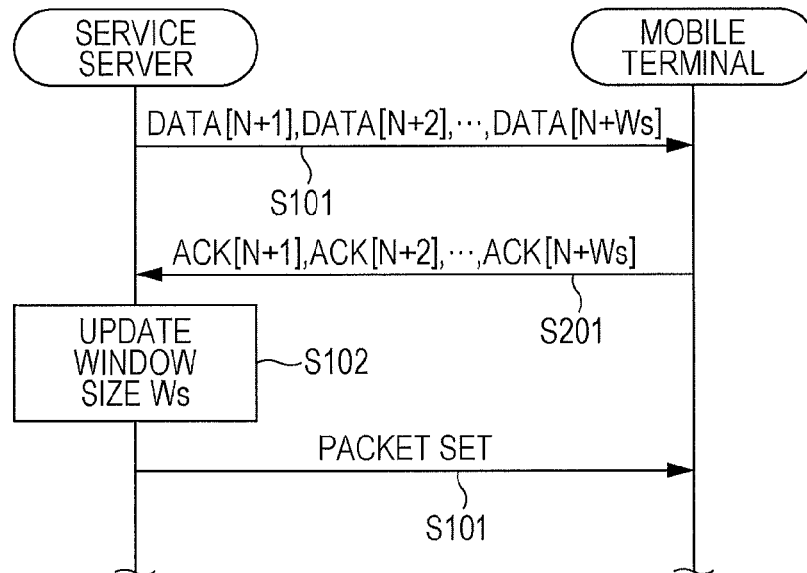 SERVICE
SERVER
MOBILE
TERMINAL
DATA[N+1],DATA[N+2],···,DATA[N+Ws]
S101
ACK[N+1],ACK[N+2],···,ACK[N+Ws]
S201
UPDATE
WINDOW
SIZE Ws
S102
PACKET SET
S101